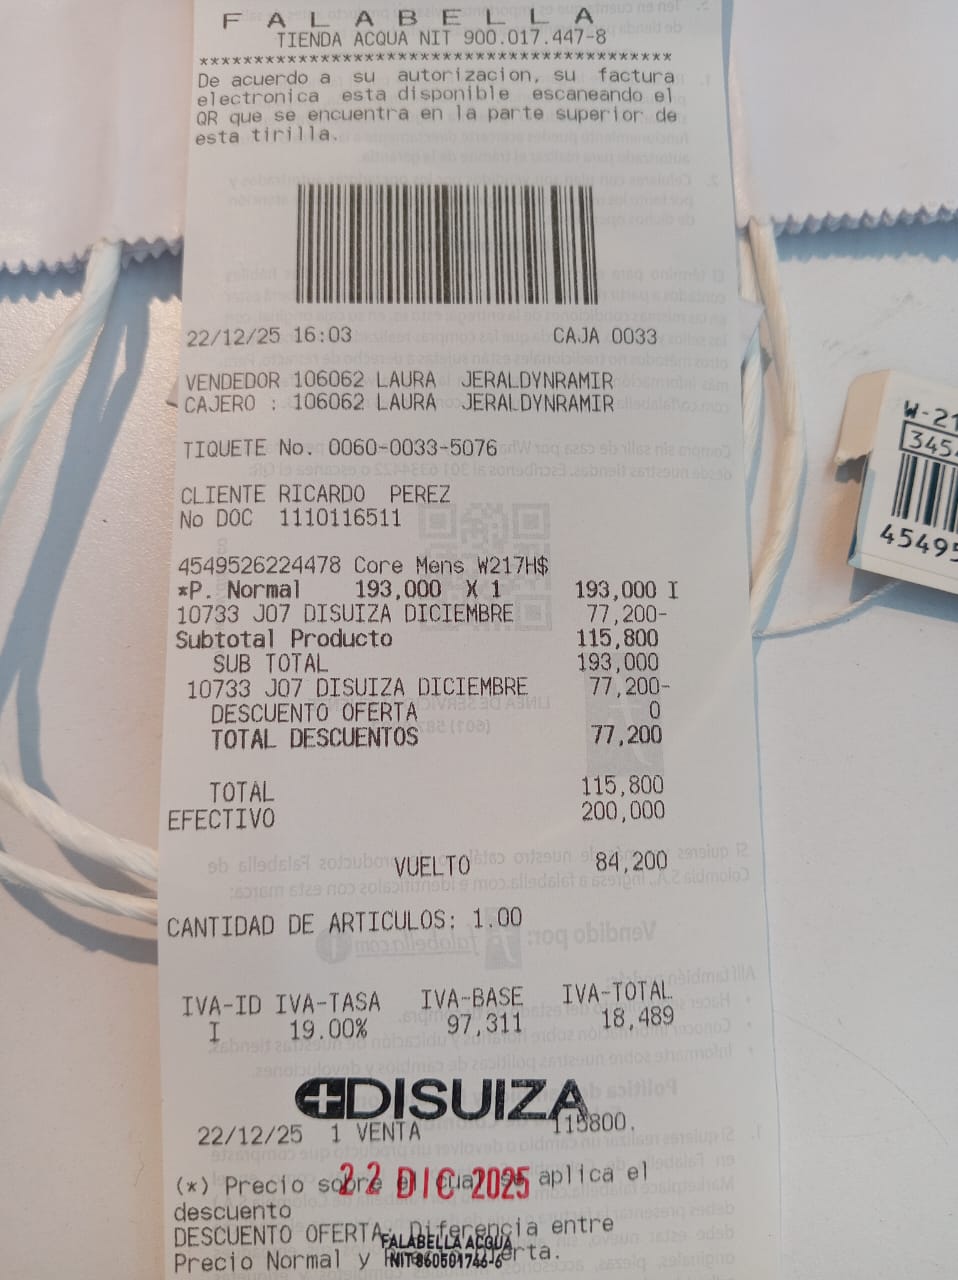 F A L A B E L L A
TIENDA ACQUA NIT 900.017.447-8
******************************************
De acuerdo a su autorizacion, su factura
electronica esta disponible escaneando el
QR que se encuentra en la parte superior de
esta tirilla.
22/12/25 16:03 CAJA 0033
VENDEDOR 106062 LAURA JERALDYNRAMIR
CAJERO : 106062 LAURA JERALDYNRAMIR
TIQUETE No. 0060-0033-5076
CLIENTE RICARDO PEREZ
No DOC 1110116511
4549526224478 Core Mens W217H$
*P. Normal 193,000 X 1 193,000 I
10733 J07 DISUIZA DICIEMBRE 77,200-
Subtotal Producto 115,800
SUB TOTAL 193,000
10733 J07 DISUIZA DICIEMBRE 77,200-
DESCUENTO OFERTA 0
TOTAL DESCUENTOS 77,200
TOTAL 115,800
EFECTIVO 200,000
VUELTO 84,200
CANTIDAD DE ARTICULOS: 1.00
IVA-ID IVA-TASA IVA-BASE IVA-TOTAL
I 19.00% 97,311 18,489
DISUIZA
22/12/25 1 VENTA 115800.
22 DIC 2025
(*) Precio sobre el cual se aplica el
descuento
DESCUENTO OFERTA: Diferencia entre
FALABELLA ACQUA
Precio Normal y
NIT 860501746-6
W-21
345
45495